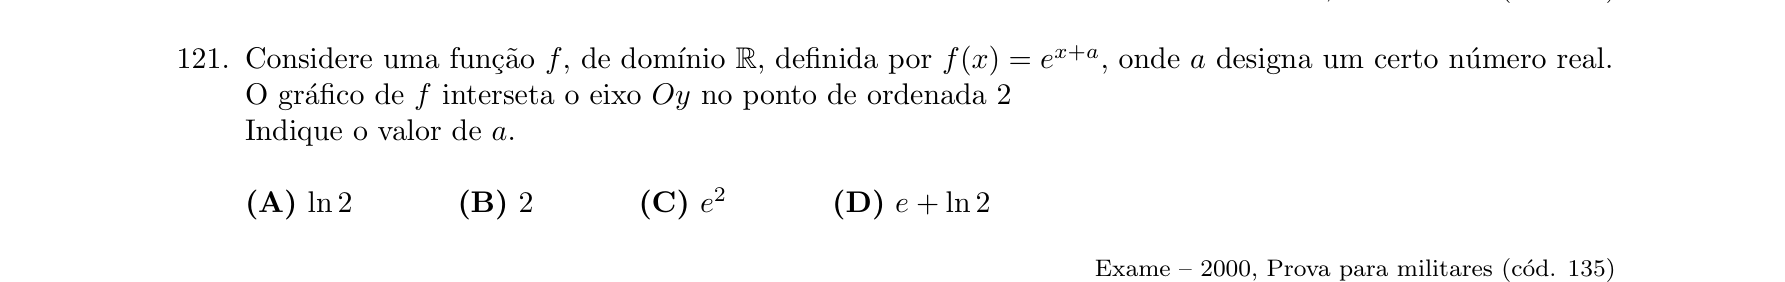 121. Considere uma função f, de domínio ℝ, definida por f(x) = e^{x+a}, onde a designa um certo número real.
O gráfico de f interseta o eixo Oy no ponto de ordenada 2
Indique o valor de a.
(A) ln 2 (B) 2 (C) e² (D) e + ln 2
Exame – 2000, Prova para militares (cód. 135)